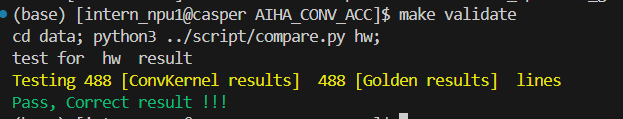 (base) [intern_npu1@casper AIHA_CONV_ACC]$ make validate
cd data; python3 ../script/compare.py hw;
test for  hw  result
Testing 488 [ConvKernel results]  488 [Golden results]  lines
Pass, Correct result !!!